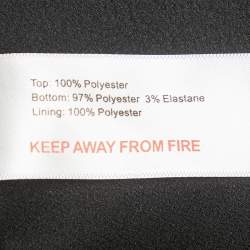 Top: 100% Polyester
Bottom: 97% Polyester 3% Elastane
Lining: 100% Polyester
KEEP AWAY FROM FIRE